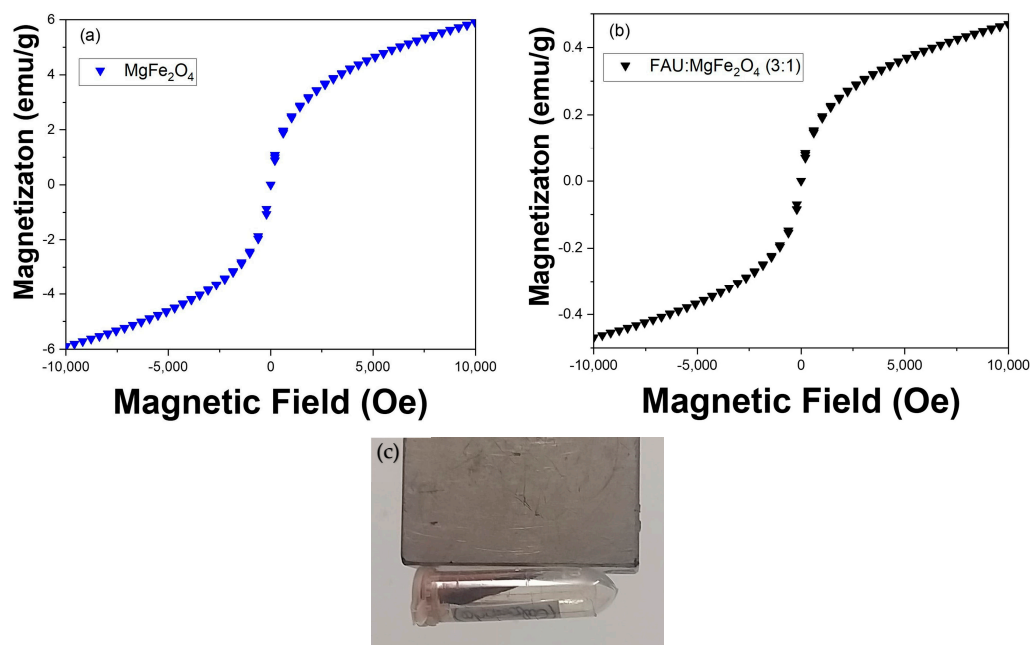 (a)
MgFe₂O₄
Magnetizaton (emu/g)
6
4
2
0
-2
-4
-6
-10,000 -5,000 0 5,000 10,000
Magnetic Field (Oe)
(b)
FAU:MgFe₂O₄ (3:1)
Magnetizaton (emu/g)
0.4
0.2
0.0
-0.2
-0.4
-10,000 -5,000 0 5,000 10,000
Magnetic Field (Oe)
(c)